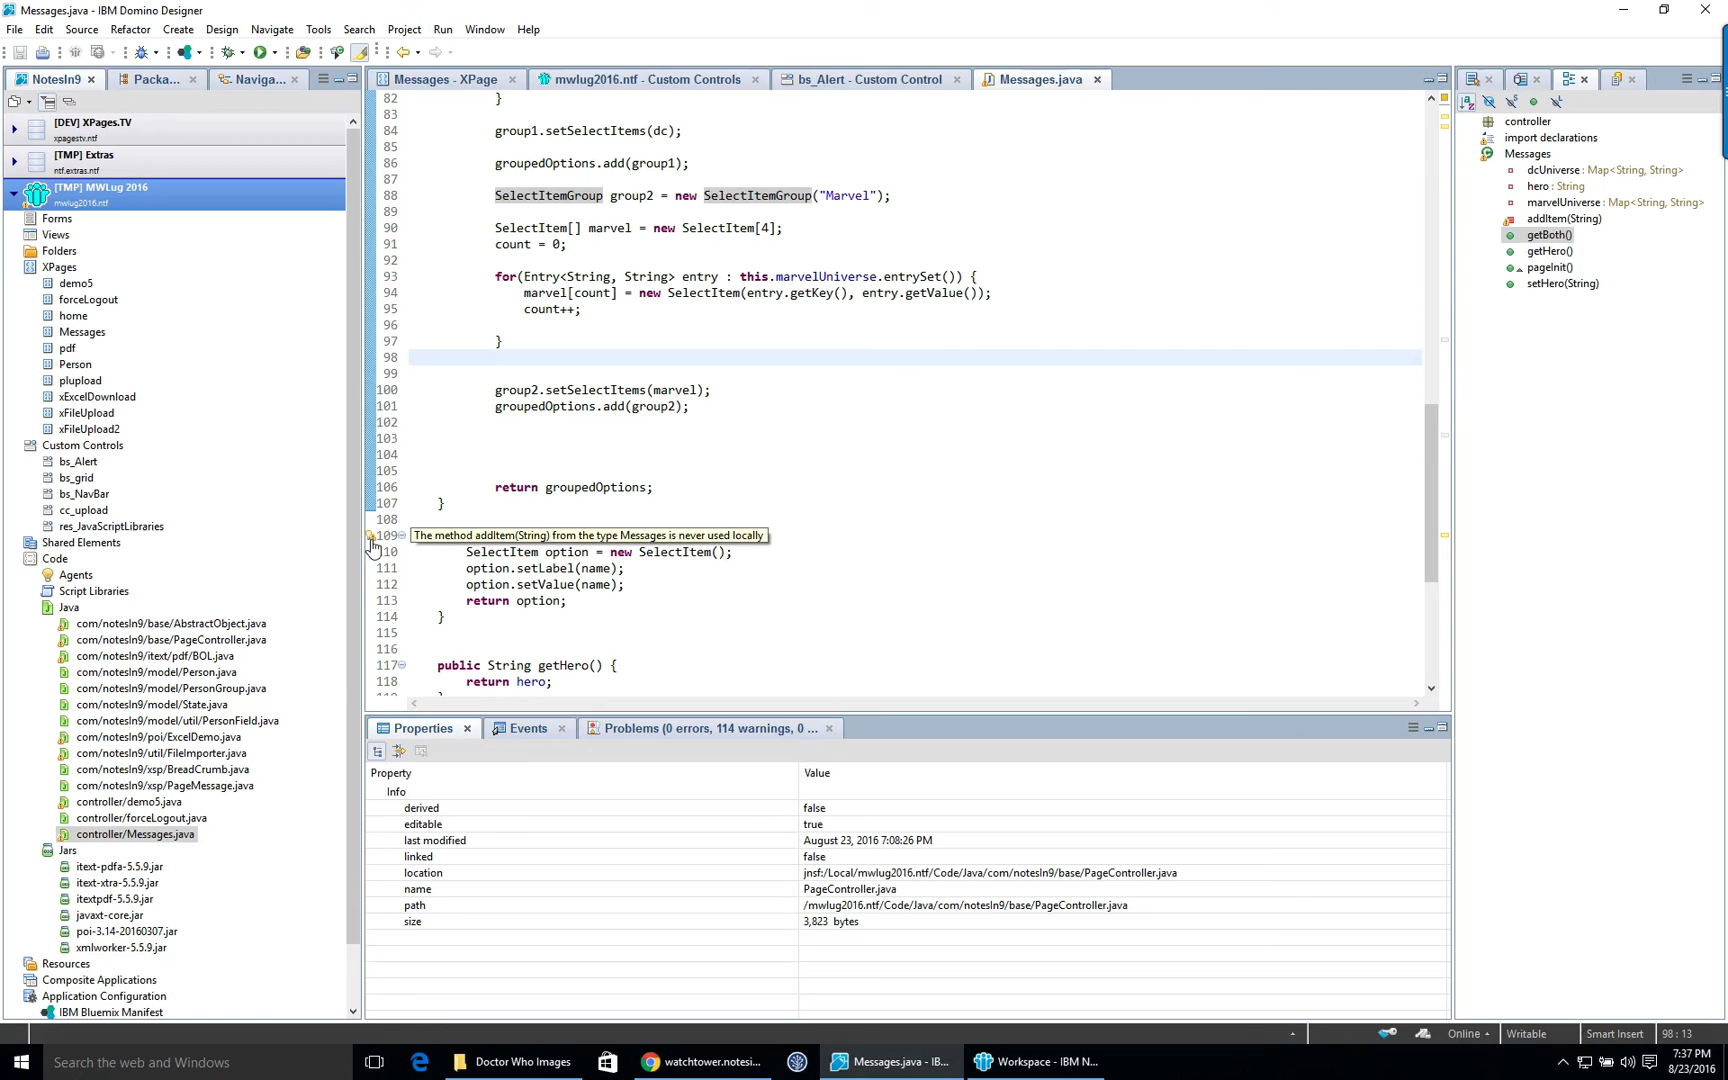 Messages.java - IBM Domino Designer
File Edit Source Refactor Create Design Navigate Tools Search Project Run Window Help
NotesIn9 Packa... Naviga...
Messages - XPage mwlug2016.ntf - Custom Controls bs_Alert - Custom Control Messages.java
[DEV] XPages.TV
xpagestv.ntf
[TMP] Extras
ntf.extras.ntf
[TMP] MWLug 2016
mwlug2016.ntf
Forms
Views
Folders
XPages
demo5
forceLogout
home
Messages
pdf
Person
plupload
xExcelDownload
xFileUpload
xFileUpload2
Custom Controls
bs_Alert
bs_grid
bs_NavBar
cc_upload
res_JavaScriptLibraries
Shared Elements
Code
Agents
Script Libraries
Java
com/notesIn9/base/AbstractObject.java
com/notesIn9/base/PageController.java
com/notesIn9/itext/pdf/BOL.java
com/notesIn9/model/Person.java
com/notesIn9/model/PersonGroup.java
com/notesIn9/model/State.java
com/notesIn9/model/util/PersonField.java
com/notesIn9/poi/ExcelDemo.java
com/notesIn9/util/FileImporter.java
com/notesIn9/xsp/BreadCrumb.java
com/notesIn9/xsp/PageMessage.java
controller/demo5.java
controller/forceLogout.java
controller/Messages.java
Jars
itext-pdfa-5.5.9.jar
itext-xtra-5.5.9.jar
itextpdf-5.5.9.jar
javaxt-core.jar
poi-3.14-20160307.jar
xmlworker-5.5.9.jar
Resources
Composite Applications
Application Configuration
IBM Bluemix Manifest
82 }
83
84 group1.setSelectItems(dc);
85
86 groupedOptions.add(group1);
87
88 SelectItemGroup group2 = new SelectItemGroup("Marvel");
89
90 SelectItem[] marvel = new SelectItem[4];
91 count = 0;
92
93 for(Entry<String, String> entry : this.marvelUniverse.entrySet()) {
94 marvel[count] = new SelectItem(entry.getKey(), entry.getValue());
95 count++;
96
97 }
98
99
100 group2.setSelectItems(marvel);
101 groupedOptions.add(group2);
102
103
104
105
106 return groupedOptions;
107 }
108
109 The method addItem(String) from the type Messages is never used locally
110 SelectItem option = new SelectItem();
111 option.setLabel(name);
112 option.setValue(name);
113 return option;
114 }
115
116
117 public String getHero() {
118 return hero;
controller
import declarations
Messages
dcUniverse : Map<String, String>
hero : String
marvelUniverse : Map<String, String>
addItem(String)
getBoth()
getHero()
pageInit()
setHero(String)
Properties Events Problems (0 errors, 114 warnings, 0 ...
Property Value
Info
derived false
editable true
last modified August 23, 2016 7:08:26 PM
linked false
location jnsf:/Local/mwlug2016.ntf/Code/Java/com/notesIn9/base/PageController.java
name PageController.java
path /mwlug2016.ntf/Code/Java/com/notesIn9/base/PageController.java
size 3,823 bytes
Online Writable Smart Insert 98 : 13
Search the web and Windows Doctor Who Images watchtower.notesi... Messages.java - IB... Workspace - IBM N... 7:37 PM
8/23/2016